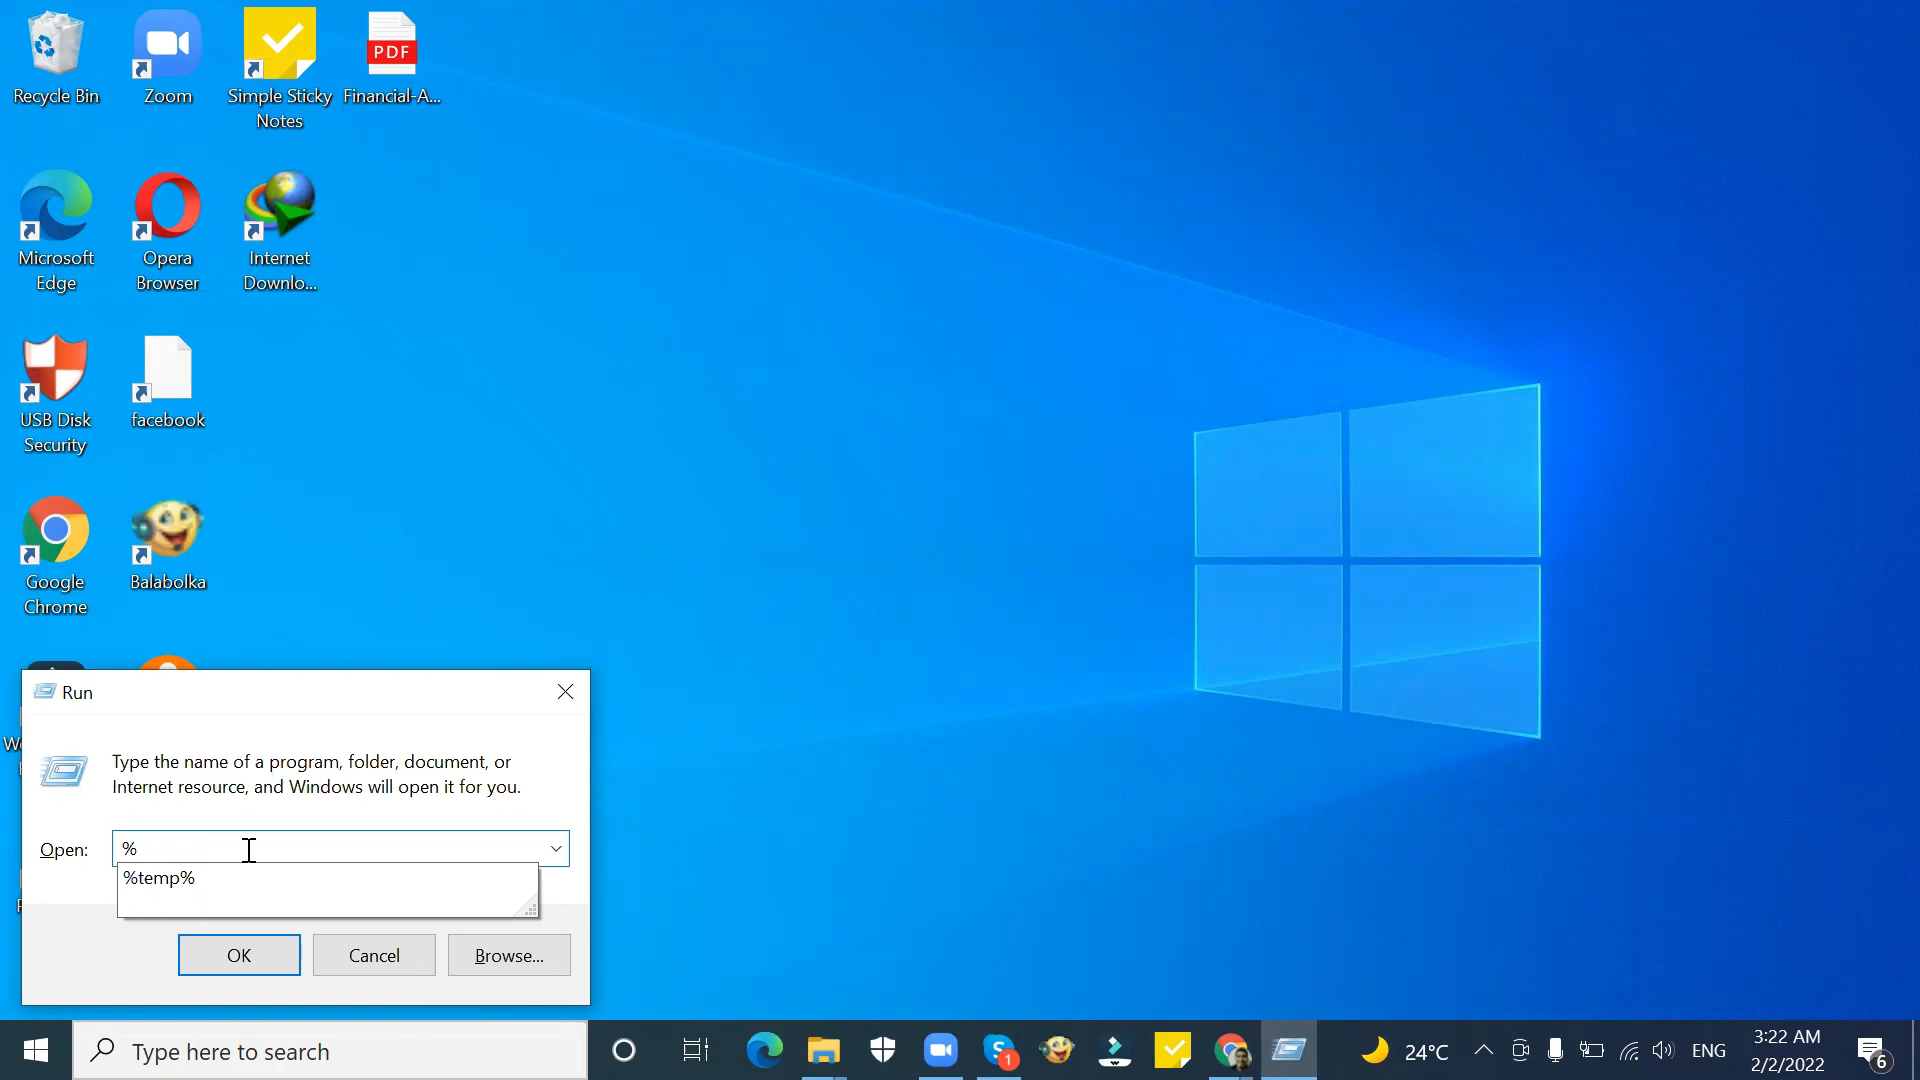 Recycle Bin
Zoom
Simple Sticky
Notes
PDF
Financial-A...
Microsoft
Edge
Opera
Browser
Internet
Downlo...
USB Disk
Security
facebook
Google
Chrome
Balabolka
Run
Type the name of a program, folder, document, or
Internet resource, and Windows will open it for you.
Open:
%
%temp%
OK
Cancel
Browse...
Type here to search
1
24°C
ENG
3:22 AM
2/2/2022
6